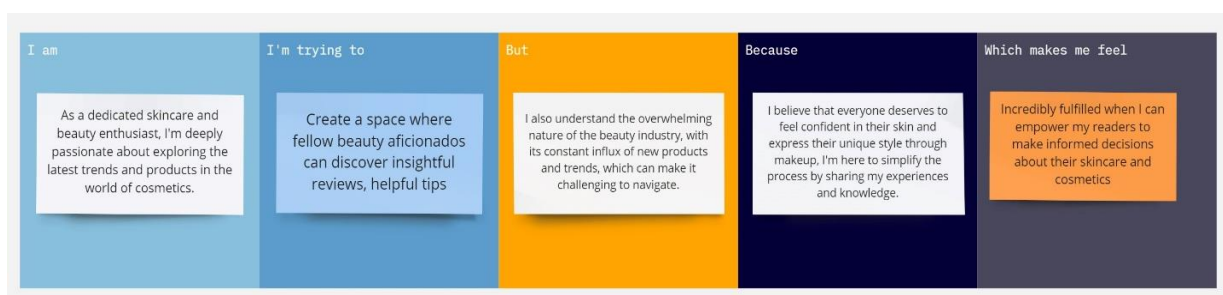 I am
As a dedicated skincare and
beauty enthusiast, I'm deeply
passionate about exploring the
latest trends and products in the
world of cosmetics.
I'm trying to
Create a space where
fellow beauty aficionados
can discover insightful
reviews, helpful tips
But
I also understand the overwhelming
nature of the beauty industry, with
its constant influx of new products
and trends, which can make it
challenging to navigate.
Because
I believe that everyone deserves to
feel confident in their skin and
express their unique style through
makeup, I'm here to simplify the
process by sharing my experiences
and knowledge.
Which makes me feel
Incredibly fulfilled when I can
empower my readers to
make informed decisions
about their skincare and
cosmetics